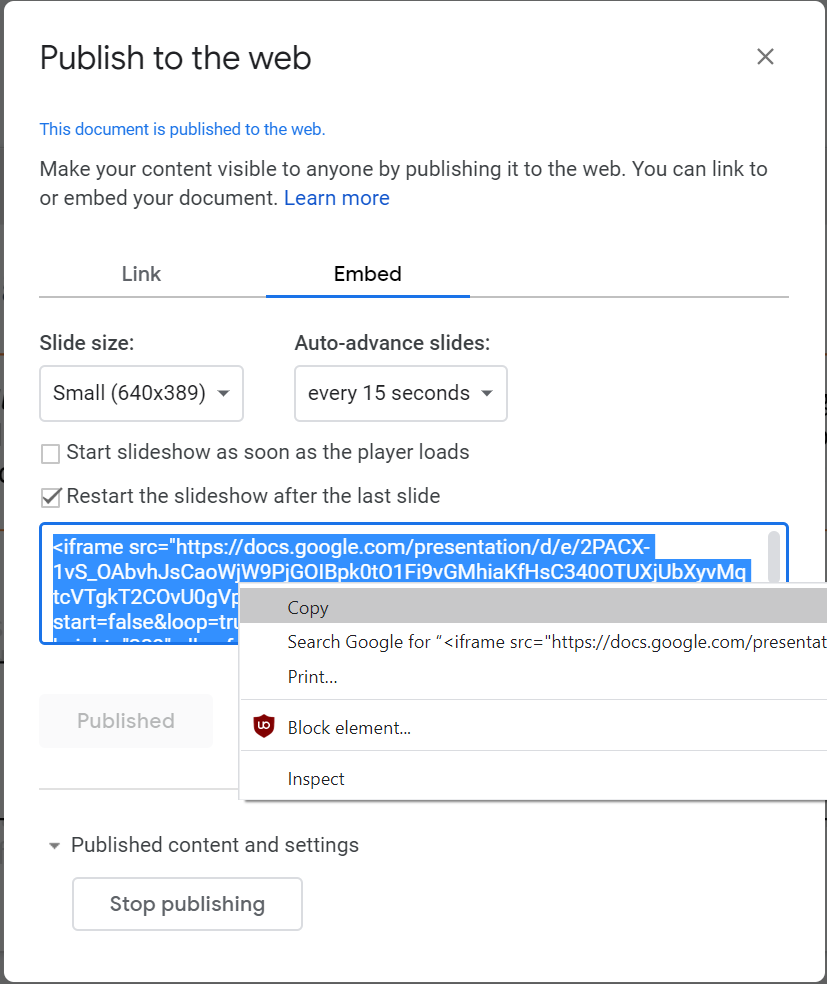 Publish to the web
This document is published to the web.
Make your content visible to anyone by publishing it to the web. You can link to
or embed your document. Learn more
Link Embed
Slide size: Auto-advance slides:
Small (640x389) every 15 seconds
Start slideshow as soon as the player loads
Restart the slideshow after the last slide
<iframe src="https://docs.google.com/presentation/d/e/2PACX-
1vS_OAbvhJsCaoWjW9PjGOIBpk0tO1Fi9vGMhiaKfHsC340OTUXjUbXyvMq
tcVTgkT2COvU0gVp
start=false&loop=tru
Copy
Search Google for “<iframe src="https://docs.google.com/presentat
Print...
Published
Block element...
Inspect
Published content and settings
Stop publishing